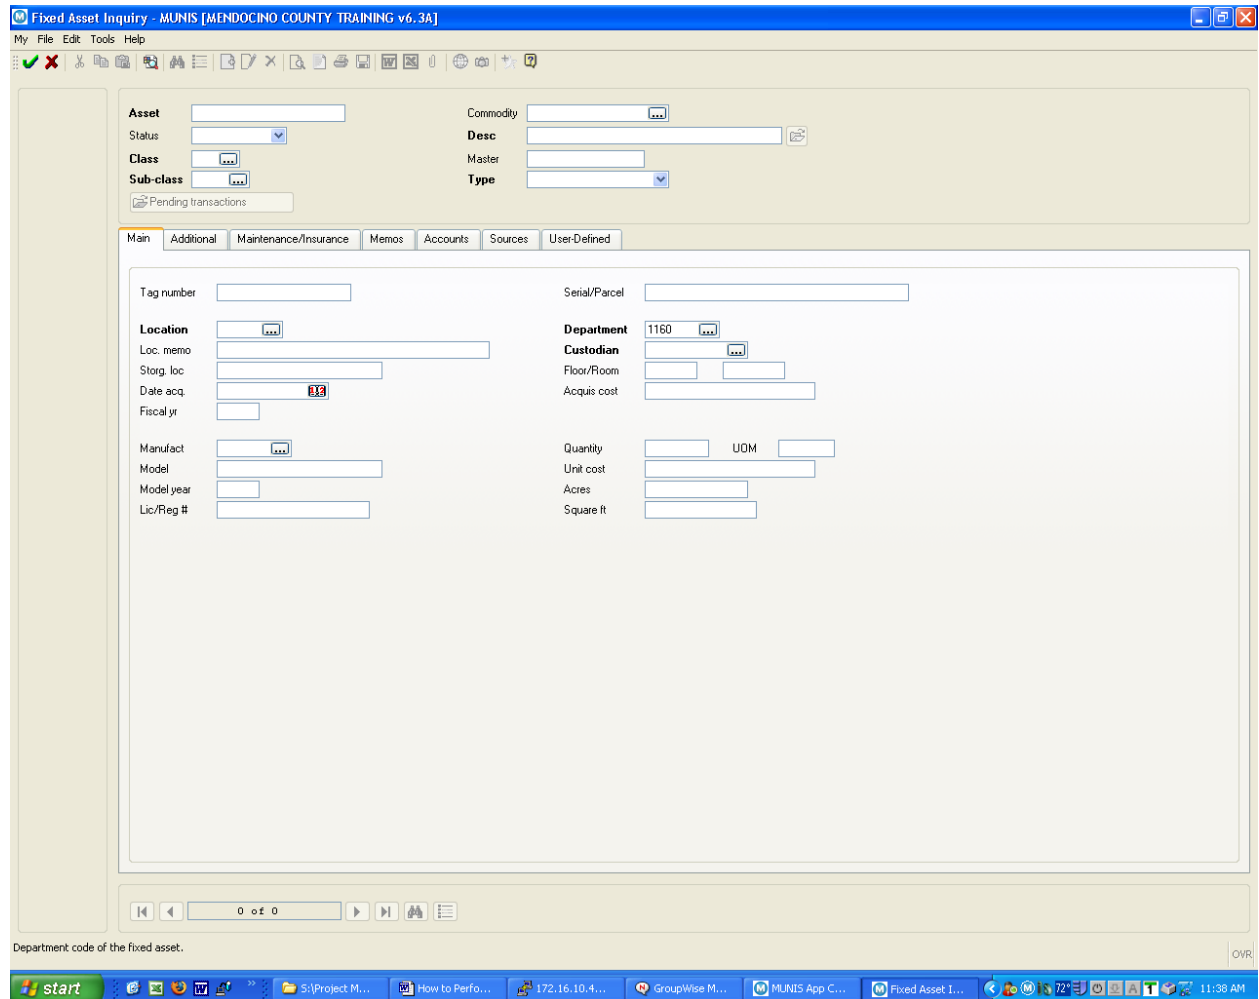 Fixed Asset Inquiry - MUNIS [MENDOCINO COUNTY TRAINING v6.3A]
My File Edit Tools Help
Asset Commodity
Status Desc
Class Master
Sub-class Type
Pending transactions
Main Additional Maintenance/Insurance Memos Accounts Sources User-Defined
Tag number Serial/Parcel
Location Department 1160
Loc. memo Custodian
Storg. loc Floor/Room
Date acq. Acquis cost
Fiscal yr
Manufact Quantity UOM
Model Unit cost
Model year Acres
Lic/Reg # Square ft
0 of 0
Department code of the fixed asset.
OVR
start S:\Project M... How to Perfo... 172.16.10.4... GroupWise M... MUNIS App C... Fixed Asset I... 72° 11:38 AM